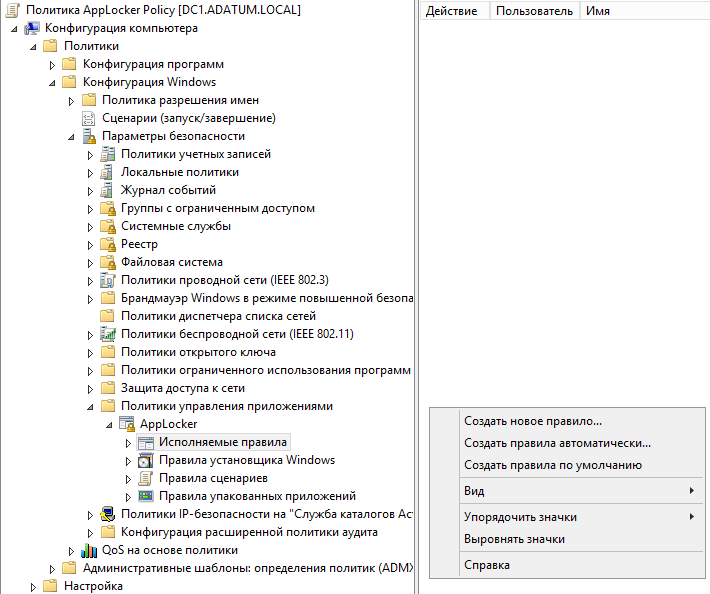 Политика AppLocker Policy [DC1.ADATUM.LOCAL]
Конфигурация компьютера
Политики
Конфигурация программ
Конфигурация Windows
Политика разрешения имен
Сценарии (запуск/завершение)
Параметры безопасности
Политики учетных записей
Локальные политики
Журнал событий
Группы с ограниченным доступом
Системные службы
Реестр
Файловая система
Политики проводной сети (IEEE 802.3)
Брандмауэр Windows в режиме повышенной безопа
Политики диспетчера списка сетей
Политики беспроводной сети (IEEE 802.11)
Политики открытого ключа
Политики ограниченного использования программ
Защита доступа к сети
Политики управления приложениями
AppLocker
Исполняемые правила
Правила установщика Windows
Правила сценариев
Правила упакованных приложений
Политики IP-безопасности на "Служба каталогов Ac
Конфигурация расширенной политики аудита
QoS на основе политики
Административные шаблоны: определения политик (ADMX
Настройка
Действие Пользователь Имя
Создать новое правило...
Создать правила автоматически...
Создать правила по умолчанию
Вид
Упорядочить значки
Выровнять значки
Справка